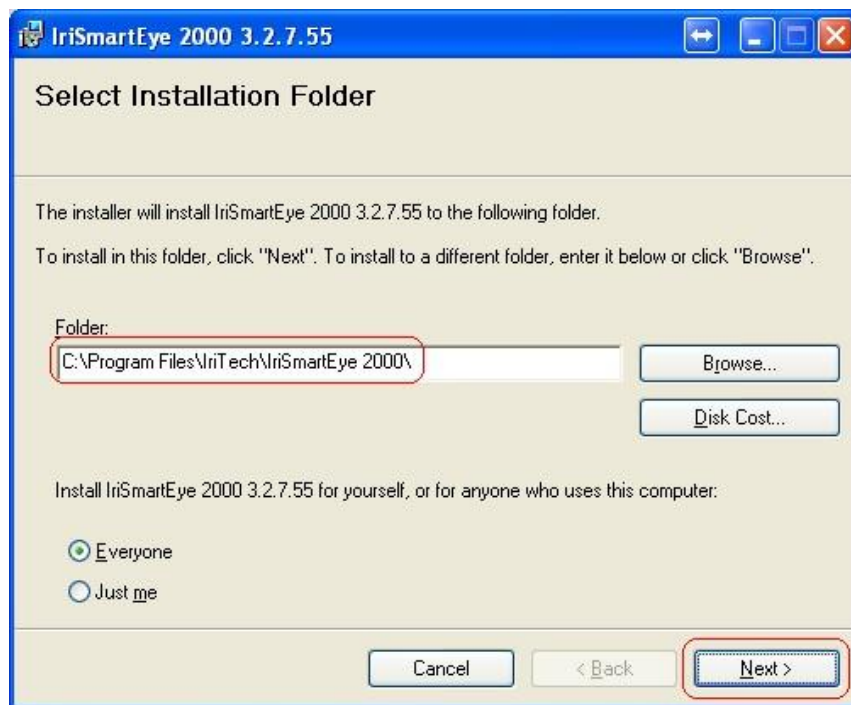 IriSmartEye 2000 3.2.7.55
Select Installation Folder
The installer will install IriSmartEye 2000 3.2.7.55 to the following folder.
To install in this folder, click "Next". To install to a different folder, enter it below or click "Browse".
Folder:
C:\Program Files\IriTech\IriSmartEye 2000\
Browse...
Disk Cost...
Install IriSmartEye 2000 3.2.7.55 for yourself, or for anyone who uses this computer:
Everyone
Just me
Cancel
< Back
Next >